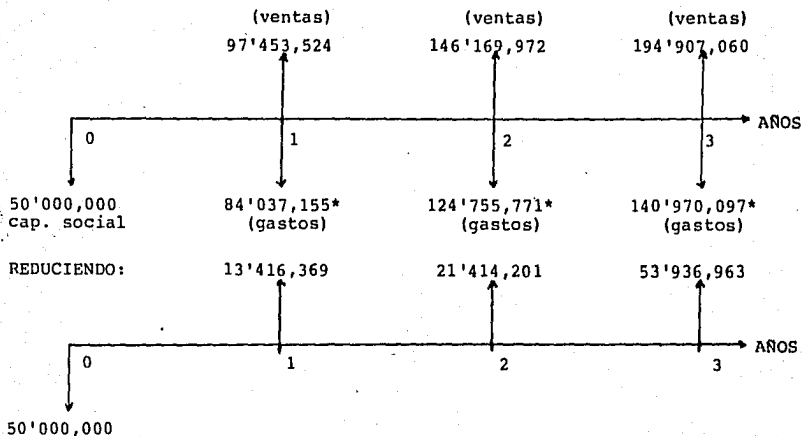 (ventas) (ventas) (ventas)
97'453,524 146'169,972 194'907,060
AÑOS
0 1 2 3
50'000,000 84'037,155* 124'755,771* 140'970,097*
cap. social (gastos) (gastos) (gastos)
REDUCIENDO: 13'416,369 21'414,201 53'936,963
AÑOS
0 1 2 3
50'000,000